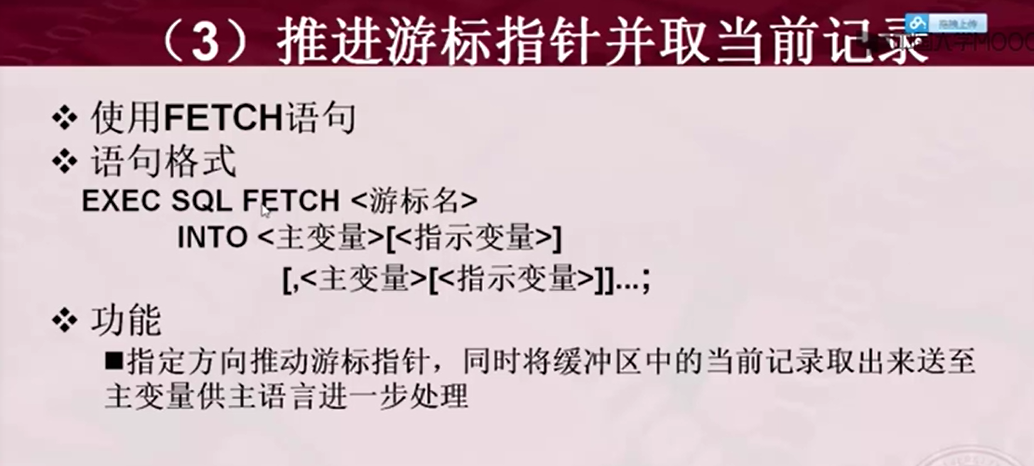 （3）推进游标指针并取当前记录
拖拽上传
❖ 使用FETCH语句
❖ 语句格式
EXEC SQL FETCH <游标名>
INTO <主变量>[<指示变量>]
[,<主变量>[<指示变量>]]...;
❖ 功能
■指定方向推动游标指针，同时将缓冲区中的当前记录取出来送至
主变量供主语言进一步处理